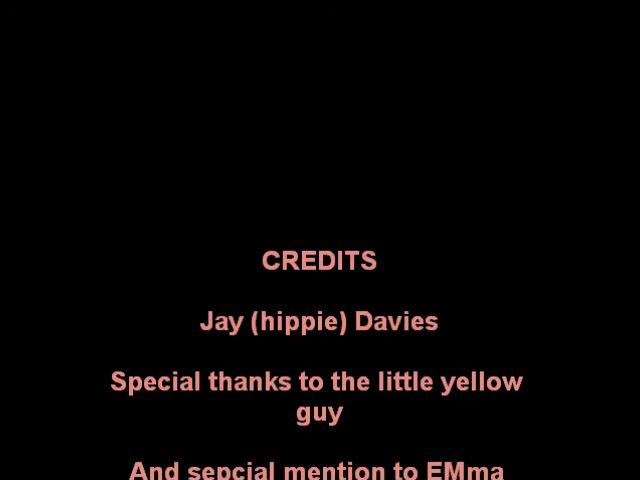 CREDITS
Jay (hippie) Davies
Special thanks to the little yellow
guy
And sepcial mention to EMma